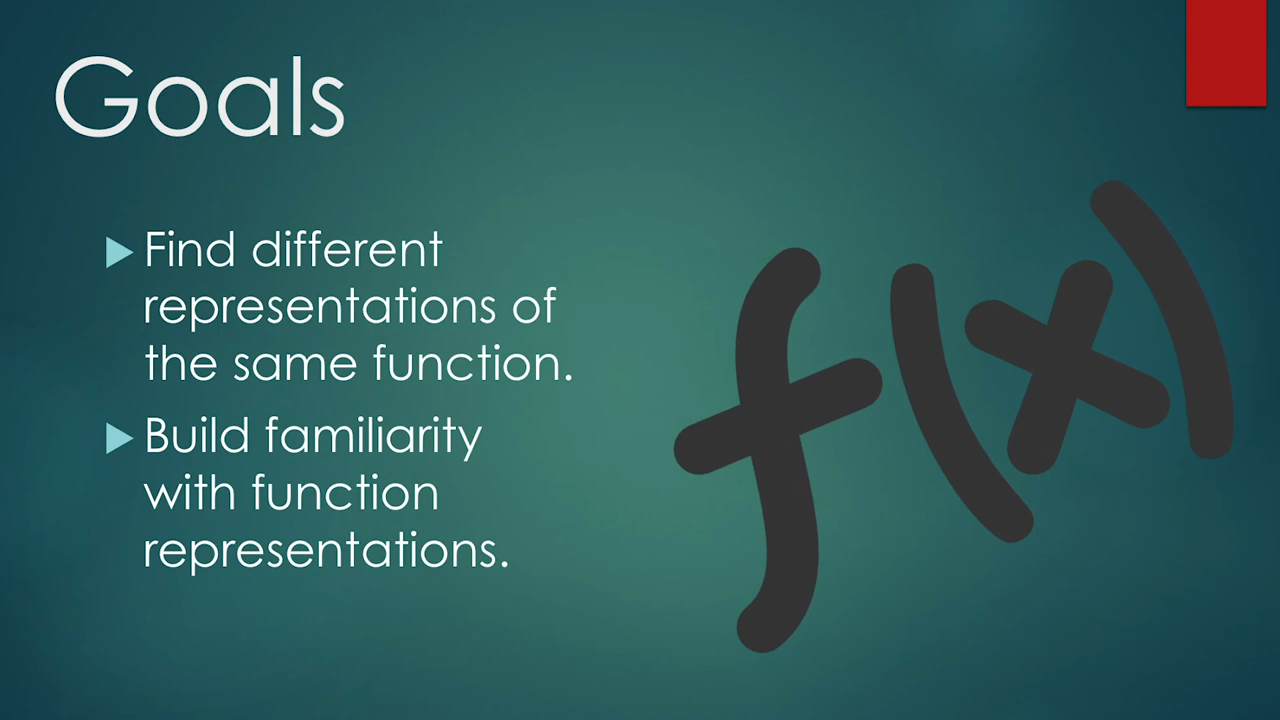 Goals
Find different
representations of
the same function.
Build familiarity
with function
representations.
f(x)